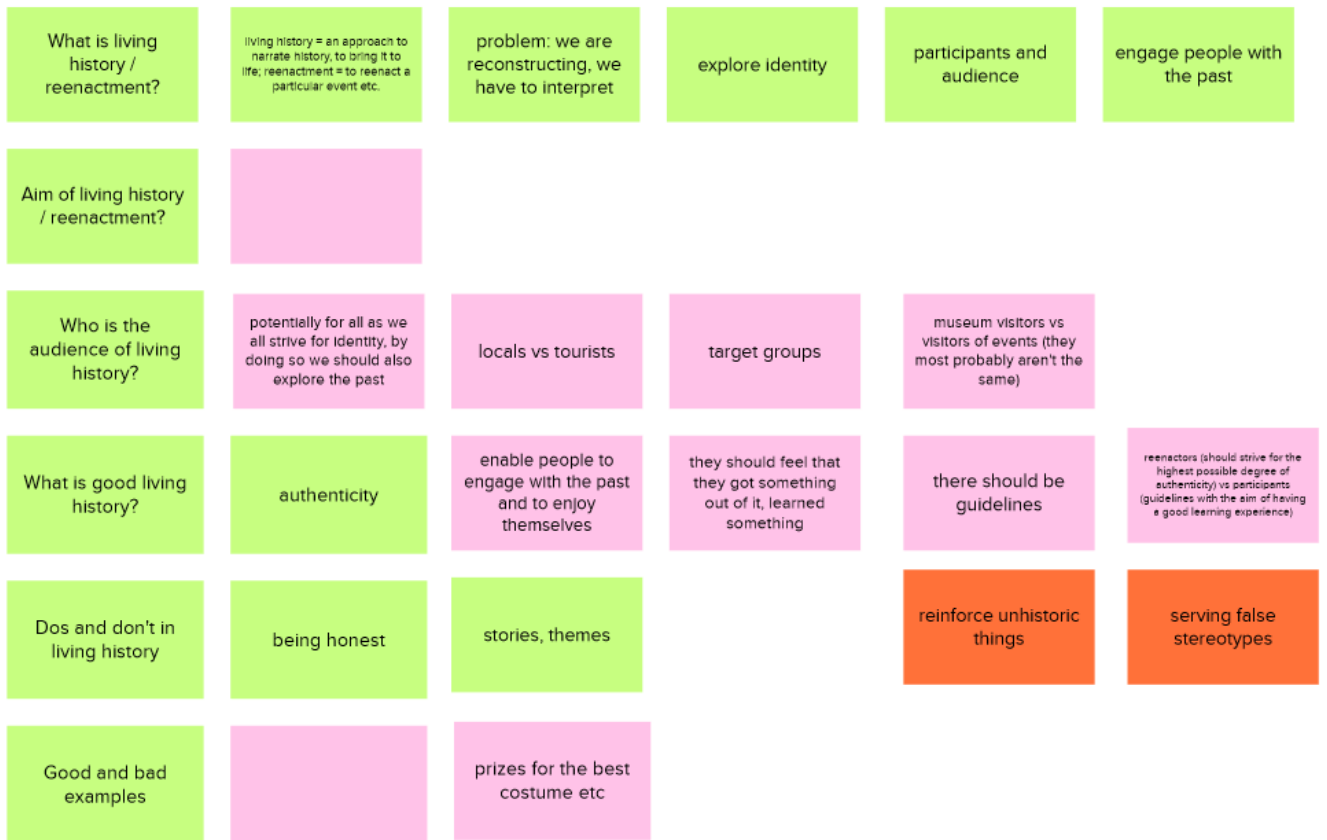 What is living
history /
reenactment?
living history = an approach to
narrate history, to bring it to
life; reenactment = to reenact a
particular event etc.
problem: we are
reconstructing, we
have to interpret
explore identity
participants and
audience
engage people with
the past
Aim of living history
/ reenactment?
Who is the
audience of living
history?
potentially for all as we
all strive for identity, by
doing so we should also
explore the past
locals vs tourists
target groups
museum visitors vs
visitors of events (they
most probably aren't the
same)
What is good living
history?
authenticity
enable people to
engage with the past
and to enjoy
themselves
they should feel that
they got something
out of it, learned
something
there should be
guidelines
reenactors (should strive for the
highest possible degree of
authenticity) vs participants
(guidelines with the aim of having
a good learning experience)
Dos and don't in
living history
being honest
stories, themes
reinforce unhistoric
things
serving false
stereotypes
Good and bad
examples
prizes for the best
costume etc